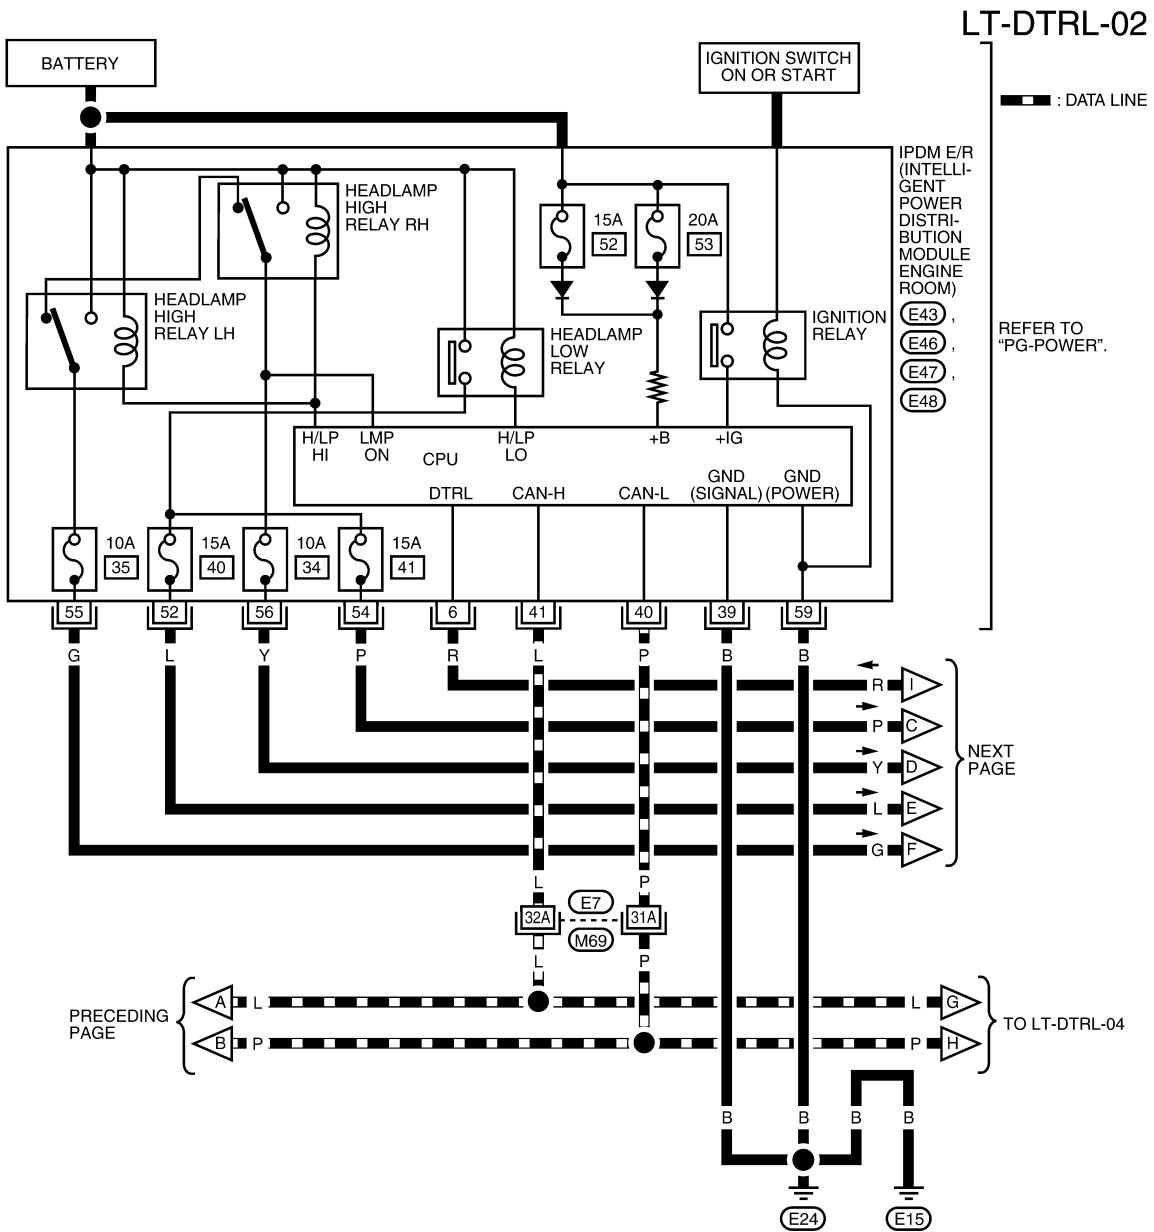 LT-DTRL-02
BATTERY
IGNITION SWITCH
ON OR START
: DATA LINE
IPDM E/R
(INTELLI-
GENT
POWER
DISTRI-
BUTION
MODULE
ENGINE
ROOM)
E43 ,
E46 ,
E47 ,
E48
REFER TO
“PG-POWER”.
HEADLAMP
HIGH
RELAY RH
15A
52
20A
53
HEADLAMP
HIGH
RELAY LH
HEADLAMP
LOW
RELAY
IGNITION
RELAY
H/LP
HI
LMP
ON
CPU
H/LP
LO
+B
+IG
DTRL
CAN-H
CAN-L
GND
(SIGNAL)
GND
(POWER)
10A
35
15A
40
10A
34
15A
41
55
52
56
54
6
41
40
39
59
G
L
Y
P
R
L
P
B
B
R
I
P
C
Y
D
L
E
G
F
NEXT
PAGE
L
P
32A
E7
M69
31A
L
P
PRECEDING
PAGE
A
L
L
G
B
P
P
H
TO LT-DTRL-04
B
B
B
B
E24
E15